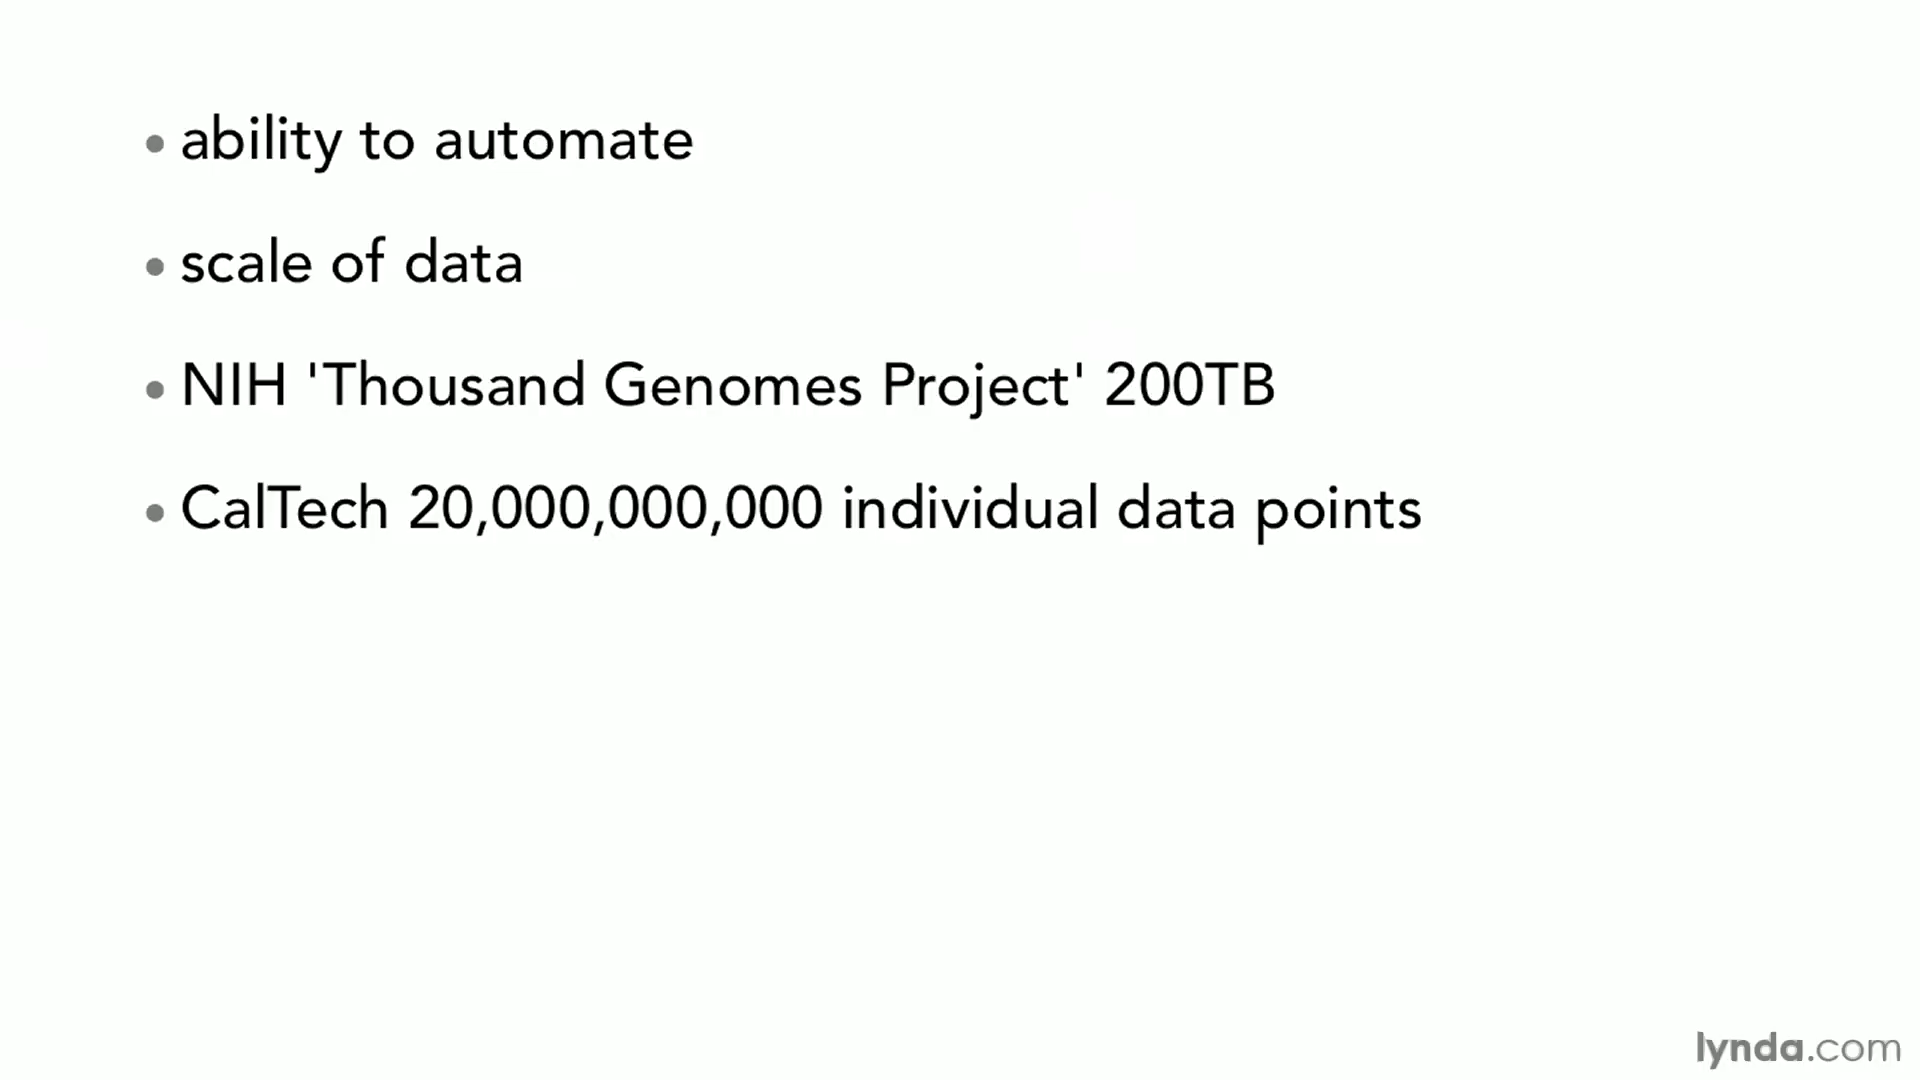 • ability to automate
• scale of data
• NIH 'Thousand Genomes Project' 200TB
• CalTech 20,000,000,000 individual data points
lynda.com